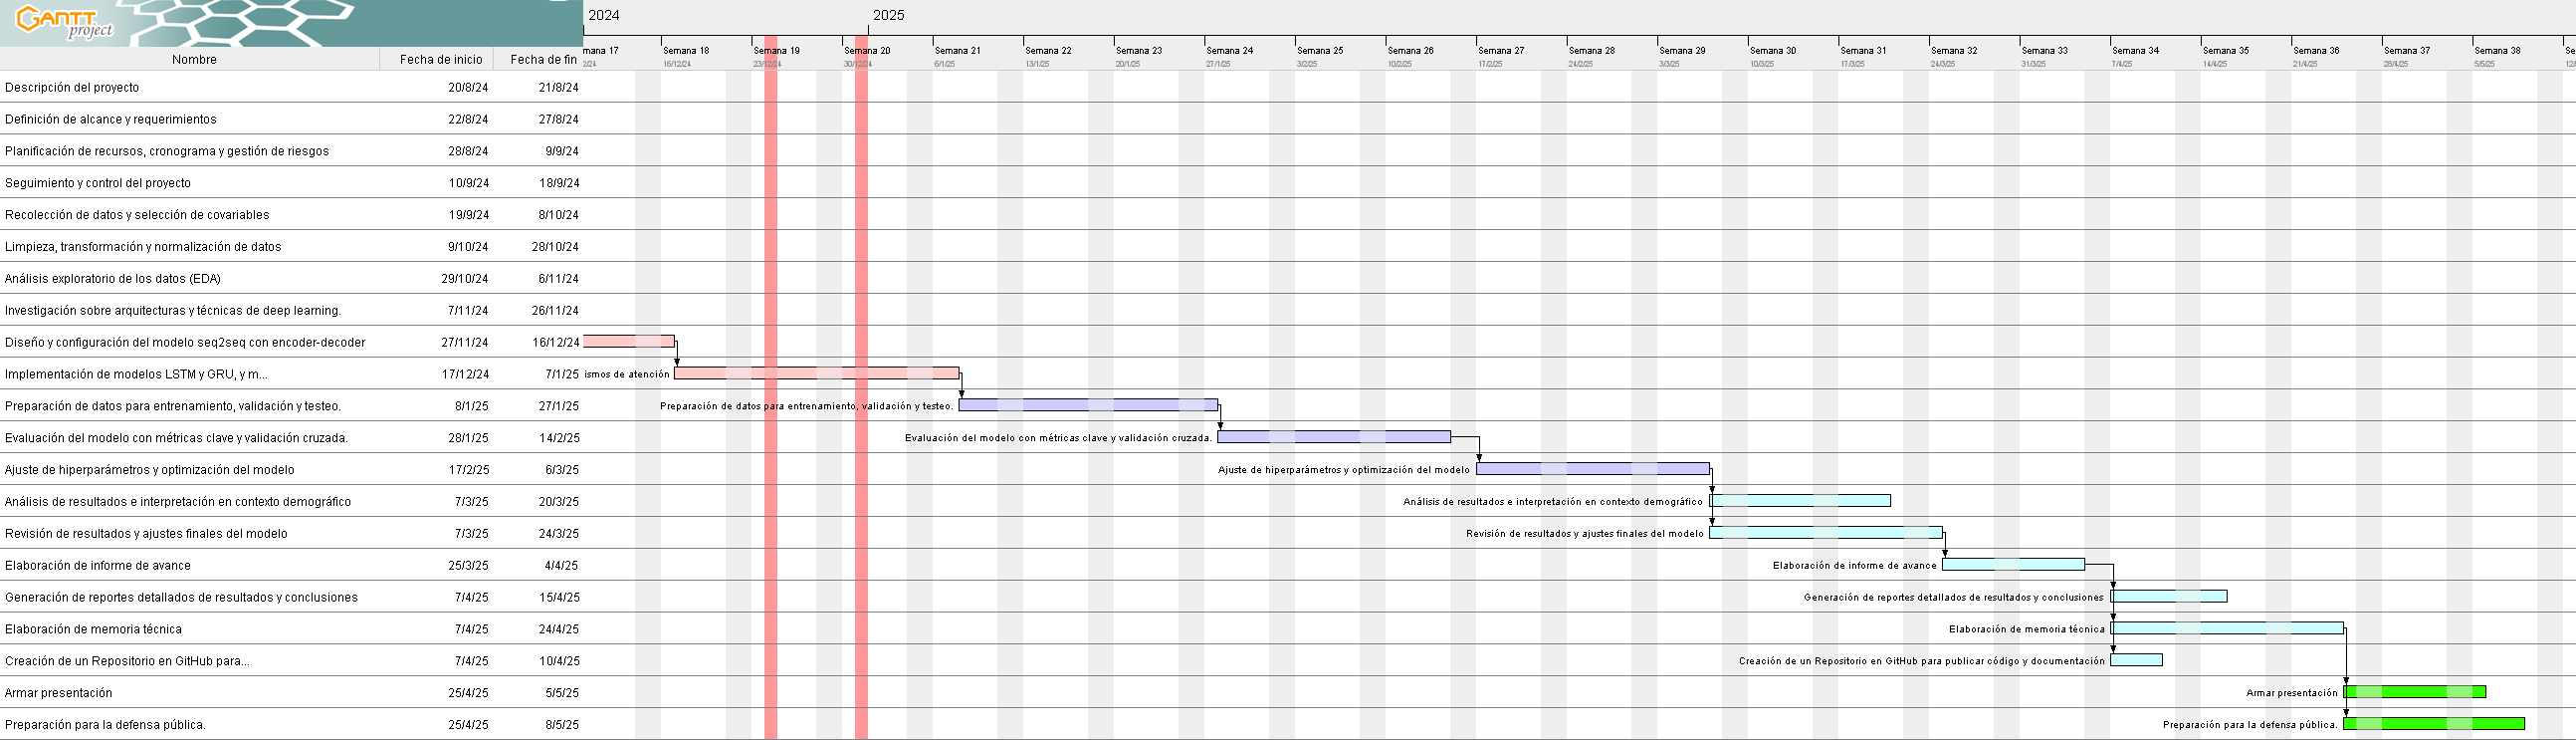 GANTT
project
2024
2025
Nombre Fecha de inicio Fecha de fin
mana 17 Semana 18 Semana 19 Semana 20 Semana 21 Semana 22 Semana 23 Semana 24 Semana 25 Semana 26 Semana 27 Semana 28 Semana 29 Semana 30 Semana 31 Semana 32 Semana 33 Semana 34 Semana 35 Semana 36 Semana 37 Semana 38 Se
2/24 16/12/24 23/12/24 30/12/24 6/1/25 13/1/25 20/1/25 27/1/25 3/2/25 10/2/25 17/2/25 24/2/25 3/3/25 10/3/25 17/3/25 24/3/25 31/3/25 7/4/25 14/4/25 21/4/25 28/4/25 5/5/25 12/
Descripción del proyecto 20/8/24 21/8/24
Definición de alcance y requerimientos 22/8/24 27/8/24
Planificación de recursos, cronograma y gestión de riesgos 28/8/24 9/9/24
Seguimiento y control del proyecto 10/9/24 18/9/24
Recolección de datos y selección de covariables 19/9/24 8/10/24
Limpieza, transformación y normalización de datos 9/10/24 28/10/24
Análisis exploratorio de los datos (EDA) 29/10/24 6/11/24
Investigación sobre arquitecturas y técnicas de deep learning. 7/11/24 26/11/24
Diseño y configuración del modelo seq2seq con encoder-decoder 27/11/24 16/12/24
Implementación de modelos LSTM y GRU, y m... 17/12/24 7/1/25 ismos de atención
Preparación de datos para entrenamiento, validación y testeo. 8/1/25 27/1/25 Preparación de datos para entrenamiento, validación y testeo.
Evaluación del modelo con métricas clave y validación cruzada. 28/1/25 14/2/25 Evaluación del modelo con métricas clave y validación cruzada.
Ajuste de hiperparámetros y optimización del modelo 17/2/25 6/3/25 Ajuste de hiperparámetros y optimización del modelo
Análisis de resultados e interpretación en contexto demográfico 7/3/25 20/3/25 Análisis de resultados e interpretación en contexto demográfico
Revisión de resultados y ajustes finales del modelo 7/3/25 24/3/25 Revisión de resultados y ajustes finales del modelo
Elaboración de informe de avance 25/3/25 4/4/25 Elaboración de informe de avance
Generación de reportes detallados de resultados y conclusiones 7/4/25 15/4/25 Generación de reportes detallados de resultados y conclusiones
Elaboración de memoria técnica 7/4/25 24/4/25 Elaboración de memoria técnica
Creación de un Repositorio en GitHub para... 7/4/25 10/4/25 Creación de un Repositorio en GitHub para publicar código y documentación
Armar presentación 25/4/25 5/5/25 Armar presentación
Preparación para la defensa pública. 25/4/25 8/5/25 Preparación para la defensa pública.